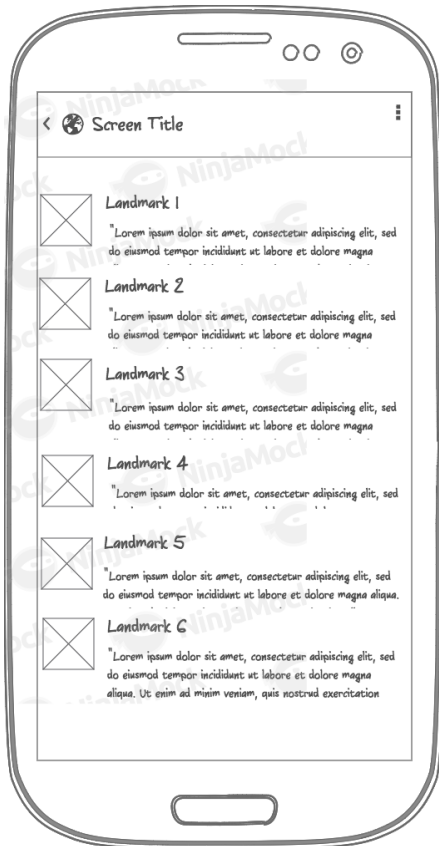 NinjaMock
Screen Title
NinjaMock
Landmark 1
"Lorem ipsum dolor sit amet, consectetur adipiscing elit, sed
do eiusmod tempor incididunt ut labore et dolore magna
NinjaMock
Landmark 2
"Lorem ipsum dolor sit amet, consectetur adipiscing elit, sed
do eiusmod tempor incididunt ut labore et dolore magna
Landmark 3
"Lorem ipsum dolor sit amet, consectetur adipiscing elit, sed
do eiusmod tempor incididunt ut labore et dolore magna
Landmark 4
NinjaMock
"Lorem ipsum dolor sit amet, consectetur adipiscing elit, sed
Landmark 5
"Lorem ipsum dolor sit amet, consectetur adipiscing elit, sed
do eiusmod tempor incididunt ut labore et dolore magna aliqua.
Landmark 6
NinjaMock
"Lorem ipsum dolor sit amet, consectetur adipiscing elit, sed
do eiusmod tempor incididunt ut labore et dolore magna
aliqua. Ut enim ad minim veniam, quis nostrud exercitation